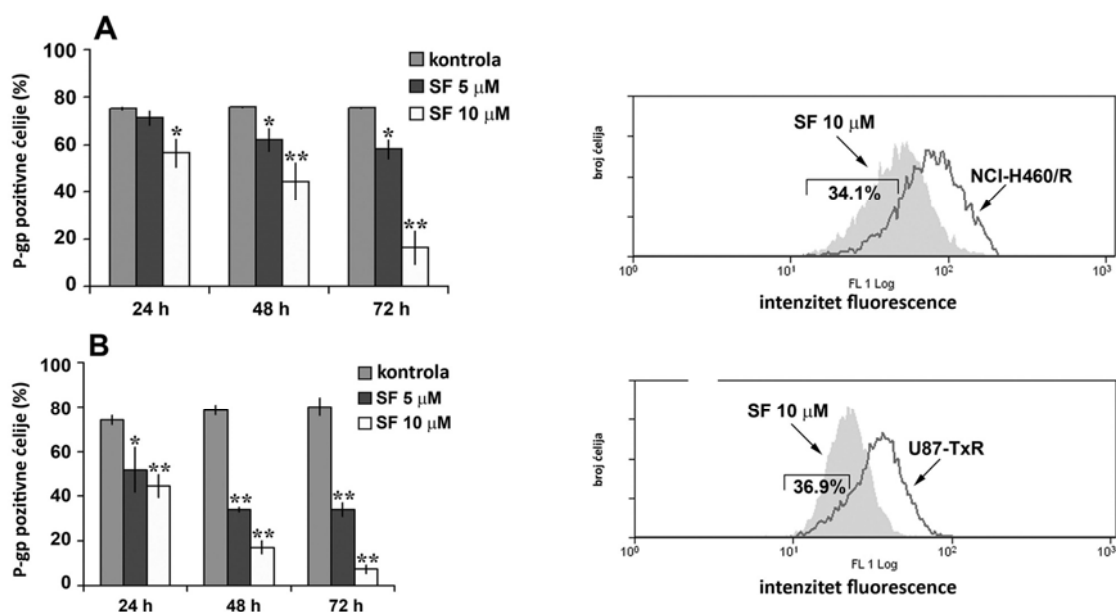 A
P-gp pozitivne ćelije (%)
100
80
60
40
20
0
kontrola
SF 5 μM
SF 10 μM
*
*
**
*
**
24 h
48 h
72 h
broj ćelija
SF 10 μM
34.1%
NCI-H460/R
10⁰
10¹
10²
10³
FL 1 Log
intenzitet fluorescence
B
P-gp pozitivne ćelije (%)
100
80
60
40
20
0
kontrola
SF 5 μM
SF 10 μM
*
**
**
**
**
**
24 h
48 h
72 h
broj ćelija
SF 10 μM
36.9%
U87-TxR
10⁰
10¹
10²
10³
FL 1 Log
intenzitet fluorescence